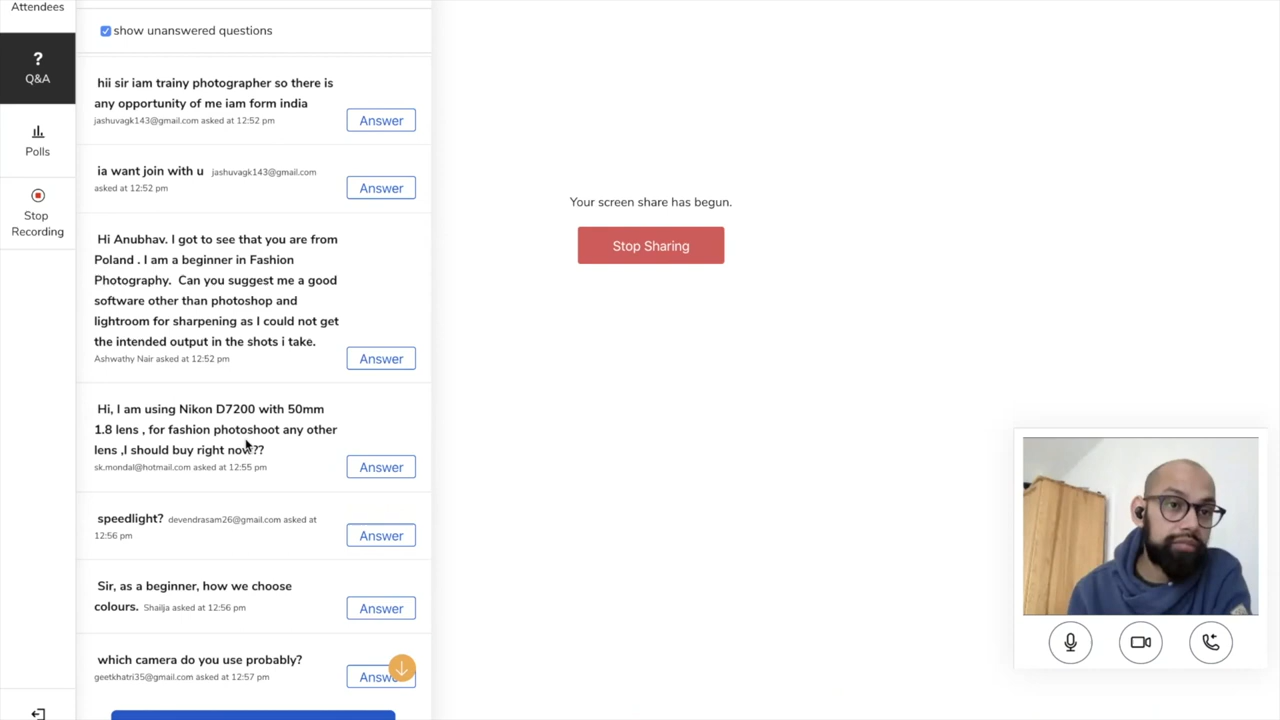 Attendees
show unanswered questions
?
Q&A
Polls
Stop
Recording
hii sir iam trainy photographer so there is
any opportunity of me iam form india
jashuvagk143@gmail.com asked at 12:52 pm
Answer
ia want join with u jashuvagk143@gmail.com
asked at 12:52 pm
Answer
Hi Anubhav. I got to see that you are from
Poland . I am a beginner in Fashion
Photography. Can you suggest me a good
software other than photoshop and
lightroom for sharpening as I could not get
the intended output in the shots i take.
Ashwathy Nair asked at 12:52 pm
Answer
Hi, I am using Nikon D7200 with 50mm
1.8 lens , for fashion photoshoot any other
lens ,I should buy right now???
sk.mondal@hotmail.com asked at 12:55 pm
Answer
speedlight? devendrasam26@gmail.com asked at
12:56 pm
Answer
Sir, as a beginner, how we choose
colours. Shailja asked at 12:56 pm
Answer
which camera do you use probably?
geetkhatri35@gmail.com asked at 12:57 pm
Answer
Your screen share has begun.
Stop Sharing